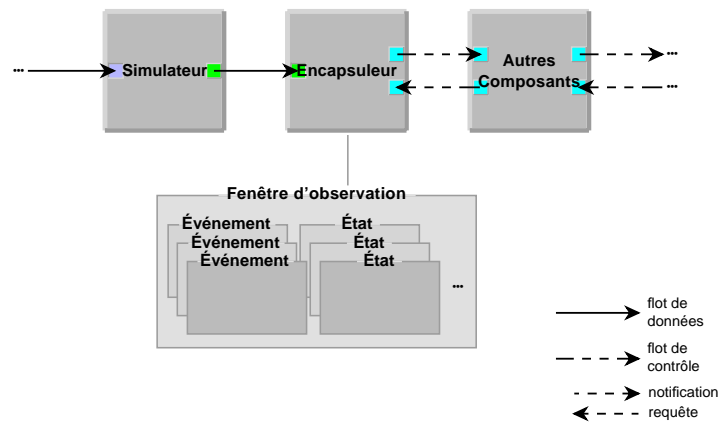 ... Simulateur Encapsuleur Autres ...
Composants ...
Fenêtre d'observation
Événement État
Événement État
Événement État
...
flot de
données
flot de
contrôle
notification
requête